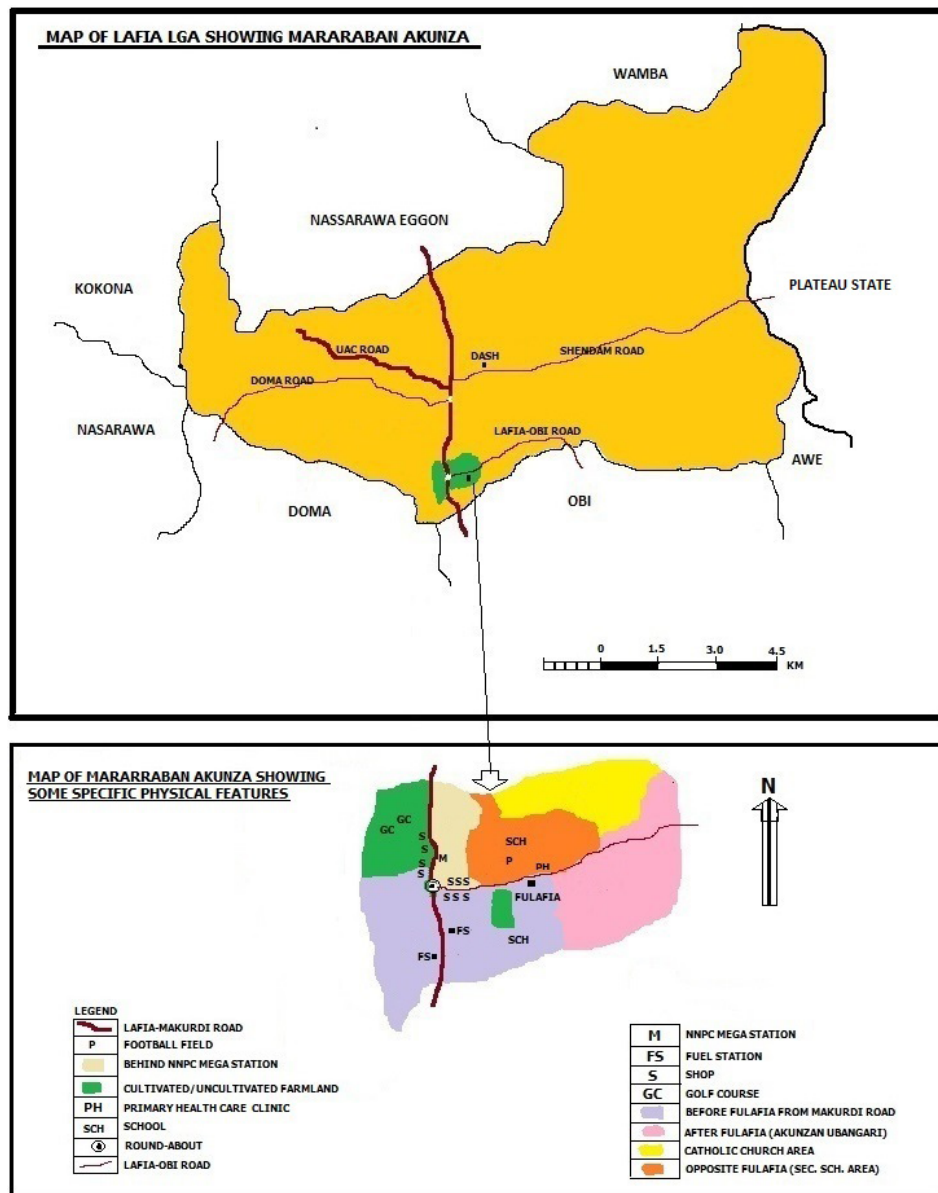 MAP OF LAFIA LGA SHOWING MARARABAN AKUNZA
WAMBA
NASSARAWA EGGON
KOKONA
PLATEAU STATE
UAC ROAD
DASH
SHENDAM ROAD
DOMA ROAD
NASARAWA
LAFIA-OBI ROAD
AWE
DOMA
OBI
0 1.5 3.0 4.5
KM
MAP OF MARARRABAN AKUNZA SHOWING
SOME SPECIFIC PHYSICAL FEATURES
N
GC
GC
S
S
S
S
M
SCH
P
PH
SSS
S S S
FULAFIA
FS
SCH
FS
LEGEND
LAFIA-MAKURDI ROAD
P FOOTBALL FIELD
BEHIND NNPC MEGA STATION
CULTIVATED/UNCULTIVATED FARMLAND
PH PRIMARY HEALTH CARE CLINIC
SCH SCHOOL
ROUND-ABOUT
LAFIA-OBI ROAD
M NNPC MEGA STATION
FS FUEL STATION
S SHOP
GC GOLF COURSE
BEFORE FULAFIA FROM MAKURDI ROAD
AFTER FULAFIA (AKUNZAN UBANGARI)
CATHOLIC CHURCH AREA
OPPOSITE FULAFIA (SEC. SCH. AREA)